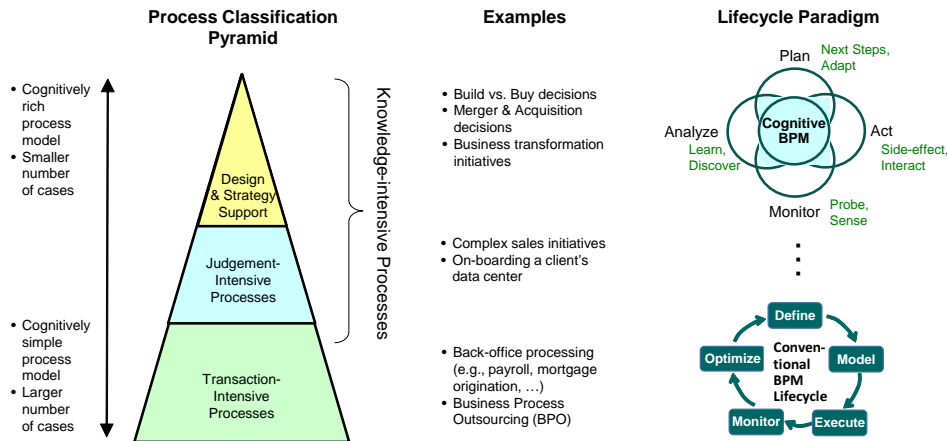 Process Classification
Pyramid
Examples
Lifecycle Paradigm
• Cognitively
rich
process
model
• Smaller
number
of cases
• Cognitively
simple
process
model
• Larger
number
of cases
Design
& Strategy
Support
Judgement-
Intensive
Processes
Transaction-
Intensive
Processes
Knowledge-intensive Processes
• Build vs. Buy decisions
• Merger & Acquisition
decisions
• Business transformation
initiatives
• Complex sales initiatives
• On-boarding a client's
data center
• Back-office processing
(e.g., payroll, mortgage
origination, …)
• Business Process
Outsourcing (BPO)
Plan
Next Steps,
Adapt
Analyze
Learn,
Discover
Cognitive
BPM
Act
Side-effect,
Interact
Monitor
Probe,
Sense
Define
Optimize
Conven-
tional
BPM
Lifecycle
Model
Monitor
Execute